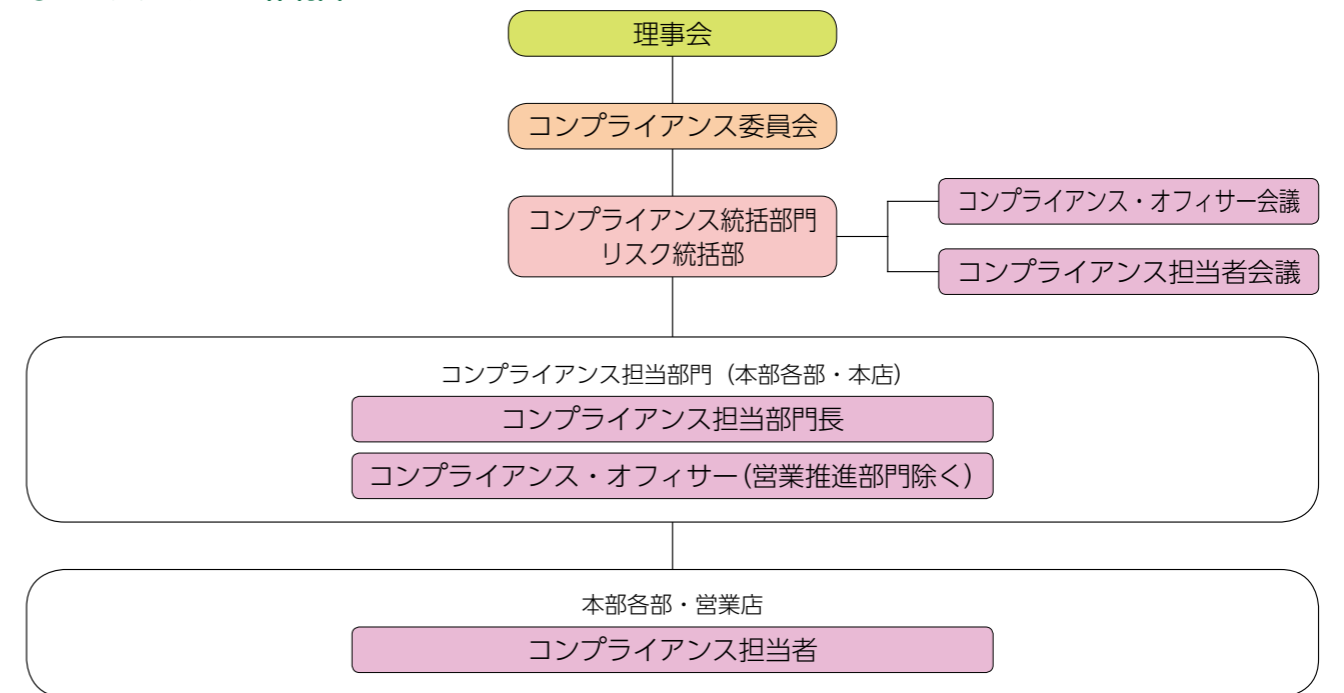 理事会
コンプライアンス委員会
コンプライアンス統括部門
リスク統括部
コンプライアンス・オフィサー会議
コンプライアンス担当者会議
コンプライアンス担当部門（本部各部・本店）
コンプライアンス担当部門長
コンプライアンス・オフィサー（営業推進部門除く）
本部各部・営業店
コンプライアンス担当者